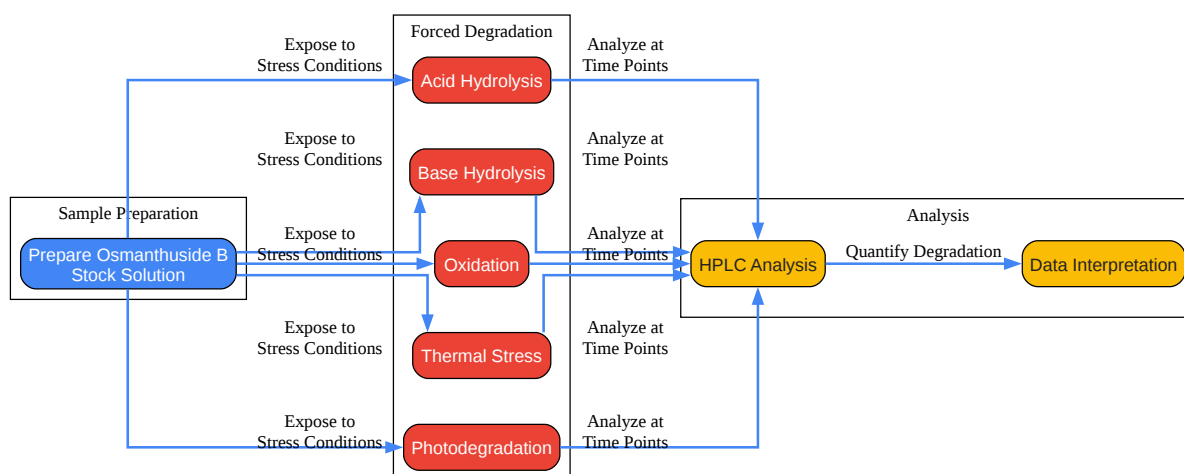 Forced Degradation
Expose to
Stress Conditions
Acid Hydrolysis
Analyze at
Time Points
Expose to
Stress Conditions
Base Hydrolysis
Analyze at
Time Points
Sample Preparation
Prepare Osmanthuside B
Stock Solution
Expose to
Stress Conditions
Oxidation
Analyze at
Time Points
Analysis
HPLC Analysis
Quantify Degradation
Data Interpretation
Expose to
Stress Conditions
Thermal Stress
Analyze at
Time Points
Expose to
Stress Conditions
Photodegradation
Analyze at
Time Points